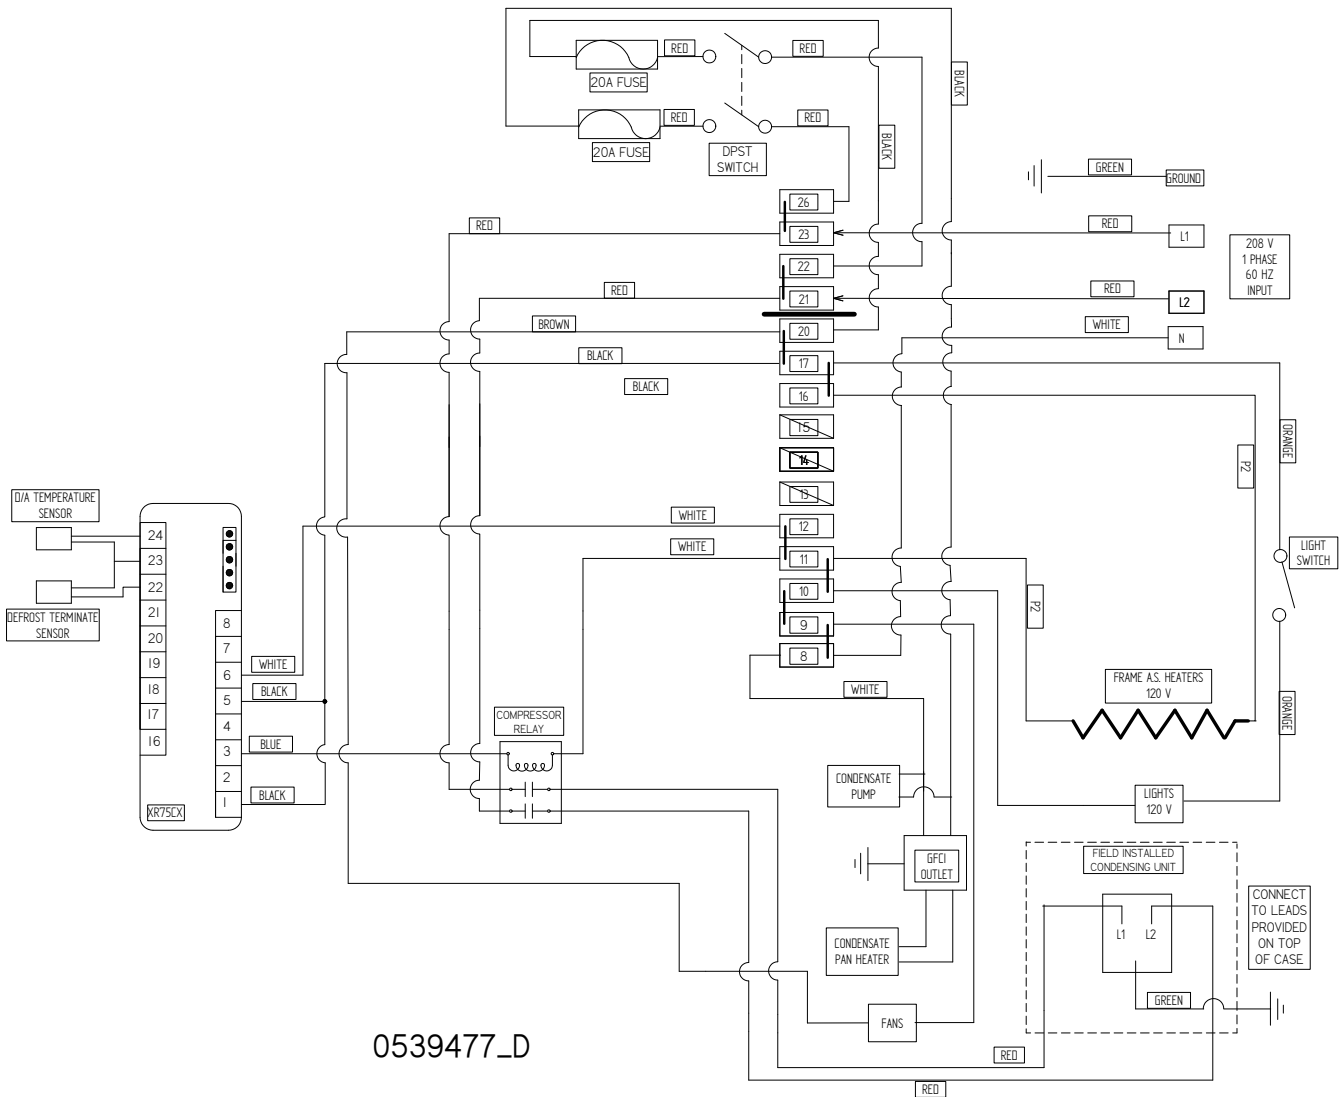 RED
RED
20A FUSE
BLACK
RED
RED
20A FUSE
DPST
SWITCH
BLACK
GREEN
GROUND
26
RED
23
RED
L1
208 V
1 PHASE
60 HZ
INPUT
22
RED
21
RED
L2
BROWN
20
WHITE
N
BLACK
17
BLACK
16
15
ORANGE
14
P2
13
O/A TEMPERATURE
SENSOR
WHITE
12
WHITE
11
LIGHT
SWITCH
10
P2
9
8
DEFROST TERMINATE
SENSOR
24
23
22
21
20
19
18
17
16
8
7
6
5
4
3
2
1
XR75CX
WHITE
BLACK
BLUE
BLACK
COMPRESSOR
RELAY
WHITE
FRAME A.S. HEATERS
120 V
ORANGE
CONDENSATE
PUMP
LIGHTS
120 V
GFCI
OUTLET
FIELD INSTALLED
CONDENSING UNIT
L1 L2
GREEN
CONNECT
TO LEADS
PROVIDED
ON TOP
OF CASE
CONDENSATE
PAN HEATER
FANS
0539477_D
RED
RED